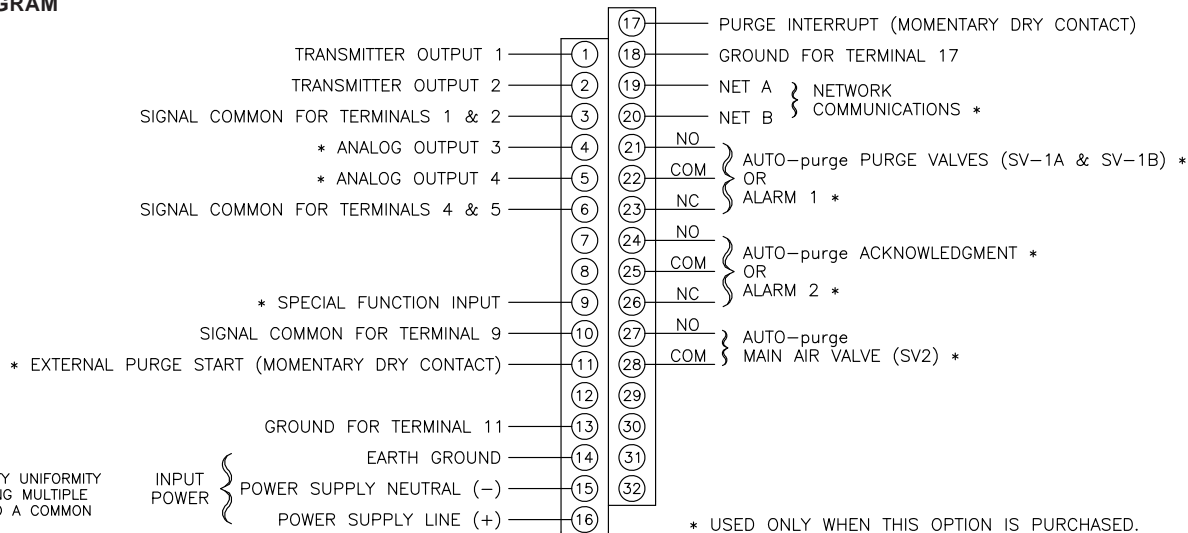 GRAM
TRANSMITTER OUTPUT 1
TRANSMITTER OUTPUT 2
SIGNAL COMMON FOR TERMINALS 1 & 2
* ANALOG OUTPUT 3
* ANALOG OUTPUT 4
SIGNAL COMMON FOR TERMINALS 4 & 5
* SPECIAL FUNCTION INPUT
SIGNAL COMMON FOR TERMINAL 9
* EXTERNAL PURGE START (MOMENTARY DRY CONTACT)
GROUND FOR TERMINAL 11
EARTH GROUND
INPUT
POWER
POWER SUPPLY NEUTRAL (-)
POWER SUPPLY LINE (+)
TY UNIFORMITY
NG MULTIPLE
O A COMMON
1
2
3
4
5
6
7
8
9
10
11
12
13
14
15
16
17
18
19
20
21
22
23
24
25
26
27
28
29
30
31
32
PURGE INTERRUPT (MOMENTARY DRY CONTACT)
GROUND FOR TERMINAL 17
NET A
NET B
NETWORK
COMMUNICATIONS *
NO
COM
NC
AUTO-purge PURGE VALVES (SV-1A & SV-1B) *
OR
ALARM 1 *
NO
COM
NC
AUTO-purge ACKNOWLEDGMENT *
OR
ALARM 2 *
NO
COM
AUTO-purge
MAIN AIR VALVE (SV2) *
* USED ONLY WHEN THIS OPTION IS PURCHASED.